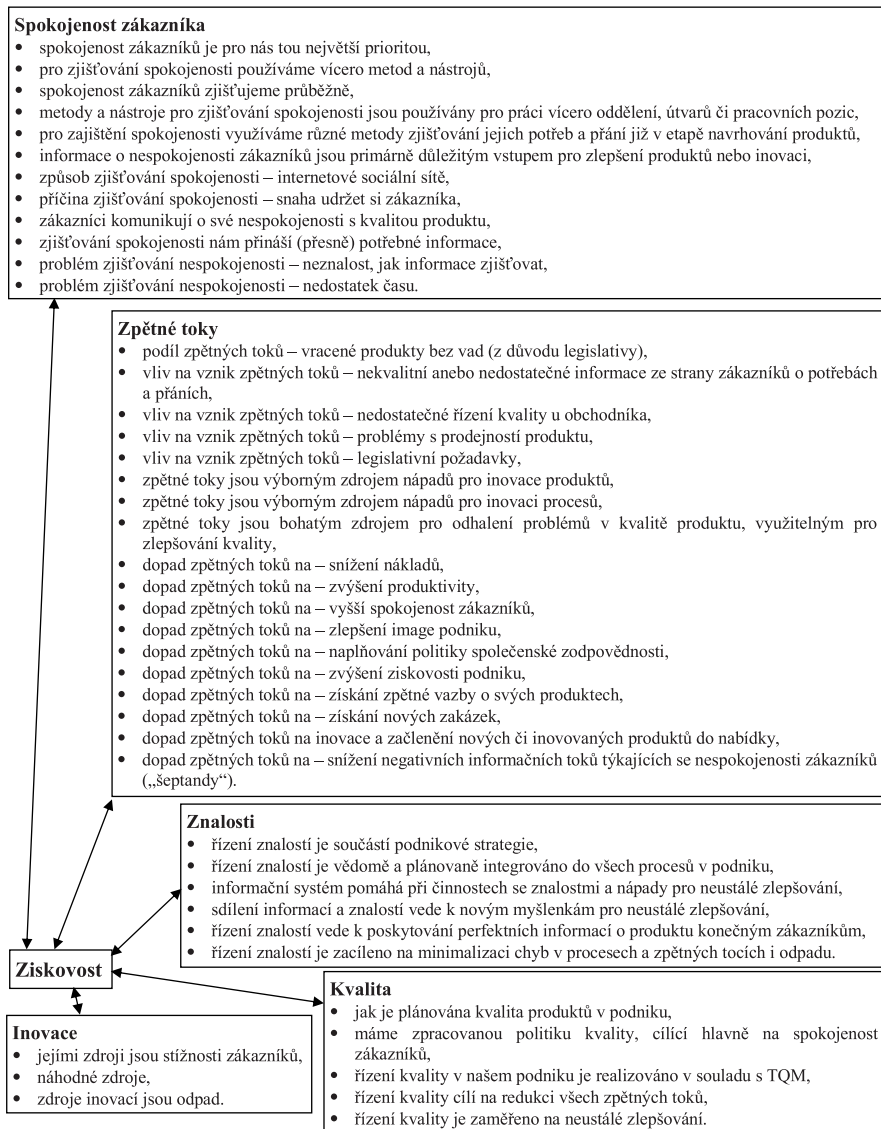 Spokojenost zákazníka
• spokojenost zákazníků je pro nás tou největší prioritou,
• pro zjišťování spokojenosti používáme vícero metod a nástrojů,
• spokojenost zákazníků zjišťujeme průběžně,
• metody a nástroje pro zjišťování spokojenosti jsou používány pro práci vícero oddělení, útvarů či pracovních pozic,
• pro zajištění spokojenosti využíváme různé metody zjišťování jejich potřeb a přání již v etapě navrhování produktů,
• informace o nespokojenosti zákazníků jsou primárně důležitým vstupem pro zlepšení produktů nebo inovaci,
• způsob zjišťování spokojenosti – internetové sociální sítě,
• příčina zjišťování spokojenosti – snaha udržet si zákazníka,
• zákazníci komunikují o své nespokojenosti s kvalitou produktu,
• zjišťování spokojenosti nám přináší (přesně) potřebné informace,
• problém zjišťování nespokojenosti – neznalost, jak informace zjišťovat,
• problém zjišťování nespokojenosti – nedostatek času.
Zpětné toky
• podíl zpětných toků – vracené produkty bez vad (z důvodu legislativy),
• vliv na vznik zpětných toků – nekvalitní anebo nedostatečné informace ze strany zákazníků o potřebách
a přáních,
• vliv na vznik zpětných toků – nedostatečné řízení kvality u obchodníka,
• vliv na vznik zpětných toků – problémy s prodejností produktu,
• vliv na vznik zpětných toků – legislativní požadavky,
• zpětné toky jsou výborným zdrojem nápadů pro inovace produktů,
• zpětné toky jsou výborným zdrojem nápadů pro inovaci procesů,
• zpětné toky jsou bohatým zdrojem pro odhalení problémů v kvalitě produktu, využitelným pro
zlepšování kvality,
• dopad zpětných toků na – snížení nákladů,
• dopad zpětných toků na – zvýšení produktivity,
• dopad zpětných toků na – vyšší spokojenost zákazníků,
• dopad zpětných toků na – zlepšení image podniku,
• dopad zpětných toků na – naplňování politiky společenské zodpovědnosti,
• dopad zpětných toků na – zvýšení ziskovosti podniku,
• dopad zpětných toků na – získání zpětné vazby o svých produktech,
• dopad zpětných toků na – získání nových zakázek,
• dopad zpětných toků na inovace a začlenění nových či inovovaných produktů do nabídky,
• dopad zpětných toků na – snížení negativních informačních toků týkajících se nespokojenosti zákazníků
(„šeptandy“).
Znalosti
• řízení znalostí je součástí podnikové strategie,
• řízení znalostí je vědomě a plánovaně integrováno do všech procesů v podniku,
• informační systém pomáhá při činnostech se znalostmi a nápady pro neustálé zlepšování,
• sdílení informací a znalostí vede k novým myšlenkám pro neustálé zlepšování,
• řízení znalostí vede k poskytování perfektních informací o produktu konečným zákazníkům,
• řízení znalostí je zacíleno na minimalizaci chyb v procesech a zpětných tocích i odpadu.
Ziskovost
Kvalita
• jak je plánována kvalita produktů v podniku,
• máme zpracovanou politiku kvality, cílící hlavně na spokojenost
zákazníků,
• řízení kvality v našem podniku je realizováno v souladu s TQM,
• řízení kvality cílí na redukci všech zpětných toků,
• řízení kvality je zaměřeno na neustálé zlepšování.
Inovace
• jejími zdroji jsou stížnosti zákazníků,
• náhodné zdroje,
• zdroje inovací jsou odpad.